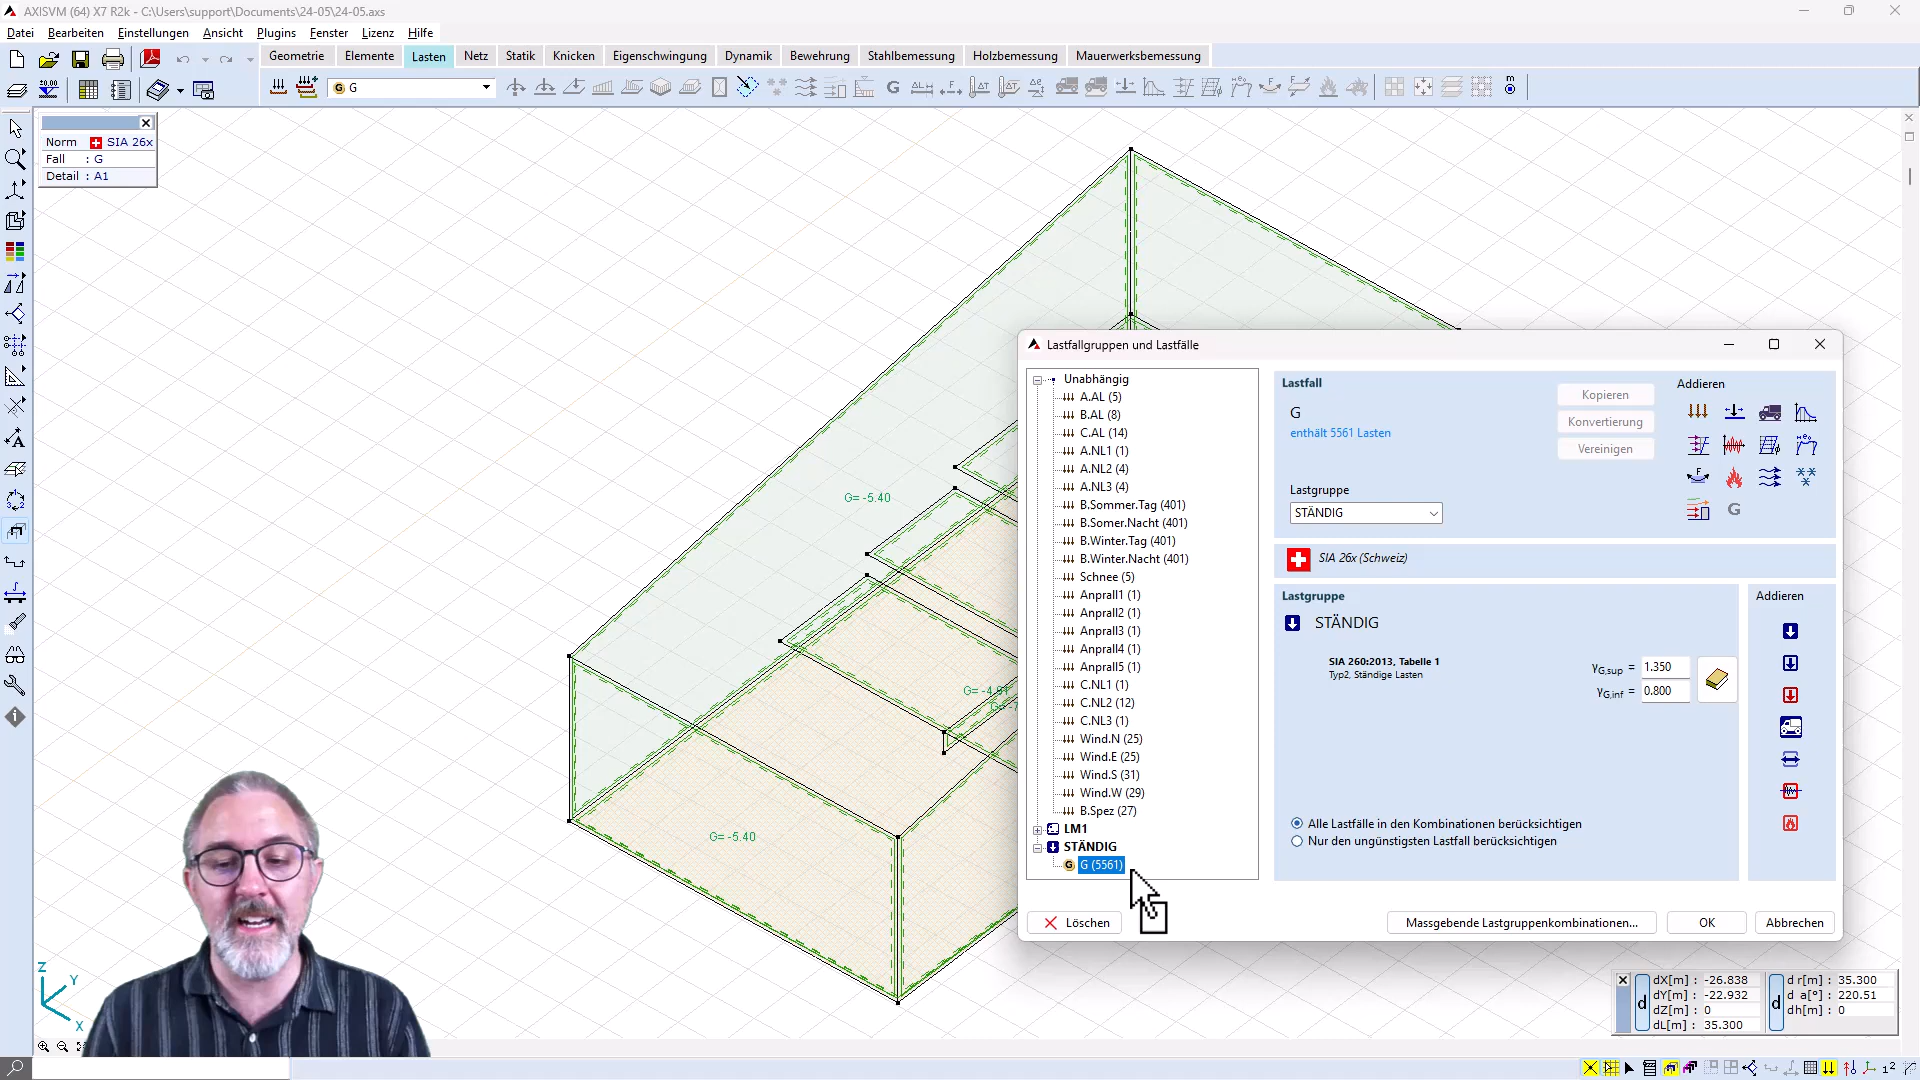 AXISVM (64) X7 R2k - C:\Users\support\Documents\24-05\24-05.axs
Datei Bearbeiten Einstellungen Ansicht Plugins Fenster Lizenz Hilfe
Geometrie Elemente Lasten Netz Statik Knicken Eigenschwingung Dynamik Bewehrung Stahlbemessung Holzbemessung Mauerwerksbemessung
G G
Norm SIA 26x
Fall : G
Detail : A1
G= -5.40
G= -5.40
Lastfallgruppen und Lastfälle
Unabhängig
A.AL (5)
B.AL (8)
C.AL (14)
A.NL1 (1)
A.NL2 (4)
A.NL3 (4)
B.Sommer.Tag (401)
B.Somer.Nacht (401)
B.Winter.Tag (401)
B.Winter.Nacht (401)
Schnee (5)
Anprall1 (1)
Anprall2 (1)
Anprall3 (1)
Anprall4 (1)
Anprall5 (1)
C.NL1 (1)
C.NL2 (12)
C.NL3 (1)
Wind.N (25)
Wind.E (25)
Wind.S (31)
Wind.W (29)
B.Spez (27)
LM1
STÄNDIG
G G (5561)
Löschen
Lastfall
G
enthält 5561 Lasten
Kopieren
Konvertierung
Vereinigen
Addieren
G
Lastgruppe
STÄNDIG
SIA 26x (Schweiz)
Lastgruppe
STÄNDIG
SIA 260:2013, Tabelle 1
Typ2, Ständige Lasten
γG,sup = 1.350
γG,inf = 0.800
Addieren
Alle Lastfälle in den Kombinationen berücksichtigen
Nur den ungünstigsten Lastfall berücksichtigen
Massgebende Lastgruppenkombinationen... OK Abbrechen
Z
Y
X
d
dX[m] : -26.838
dY[m] : -22.932
dZ[m] : 0
dL[m] : 35.300
d
d r[m] : 35.300
d a[°] : 220.51
dh[m] : 0